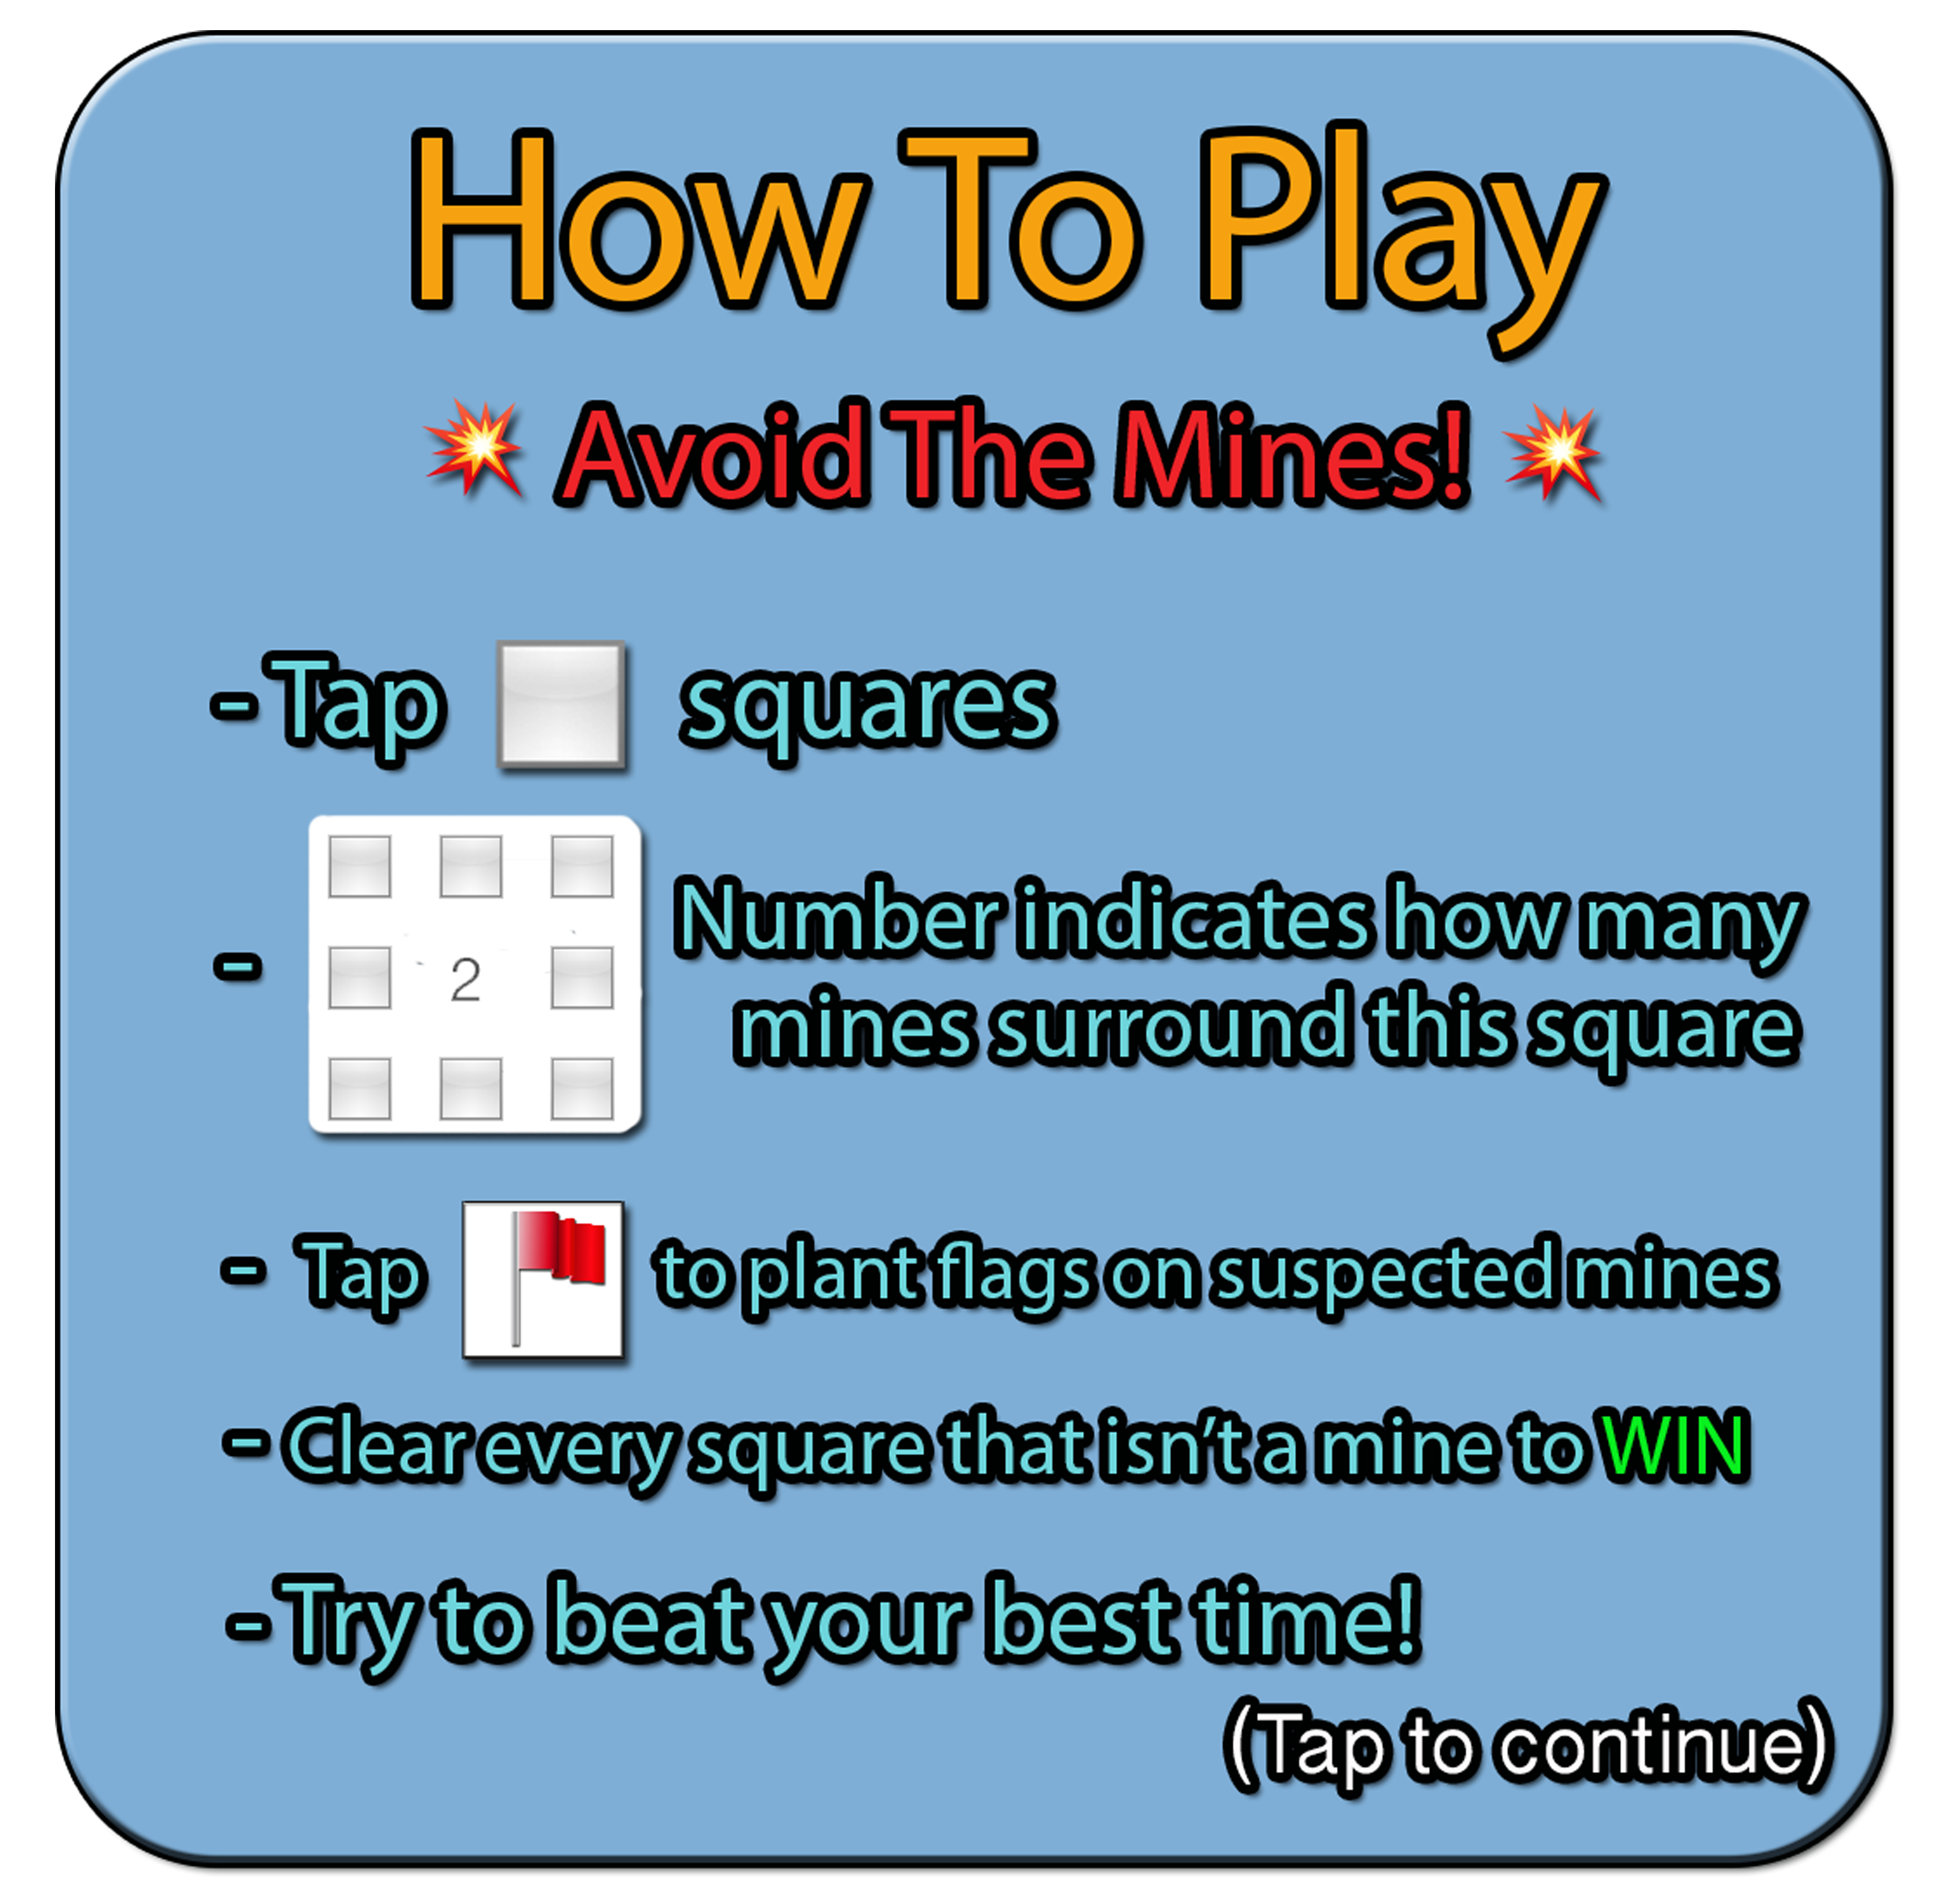 How To Play
Avoid The Mines!
- Tap squares
- 2 Number indicates how many
mines surround this square
- Tap to plant flags on suspected mines
- Clear every square that isn't a mine to WIN
- Try to beat your best time!
(Tap to continue)